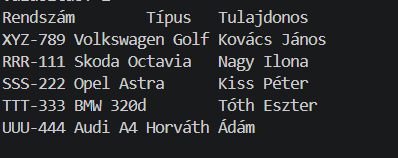 Rendszám Típus Tulajdonos
XYZ-789 Volkswagen Golf Kovács János
RRR-111 Skoda Octavia Nagy Ilona
SSS-222 Opel Astra Kiss Péter
TTT-333 BMW 320d Tóth Eszter
UUU-444 Audi A4 Horváth Ádám